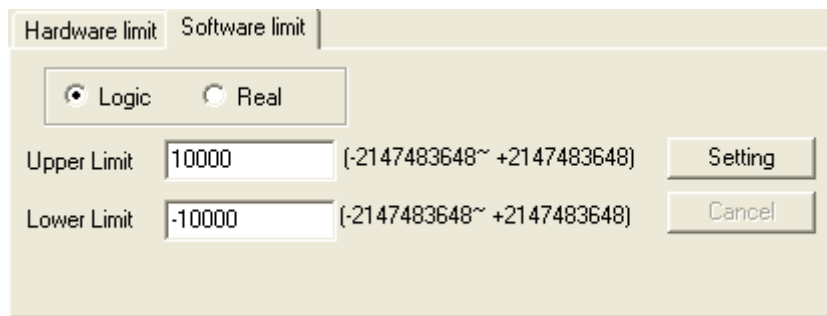 Hardware limit Software limit
Logic Real
Upper Limit 10000 (-2147483648~ +2147483648) Setting
Lower Limit -10000 (-2147483648~ +2147483648) Cancel